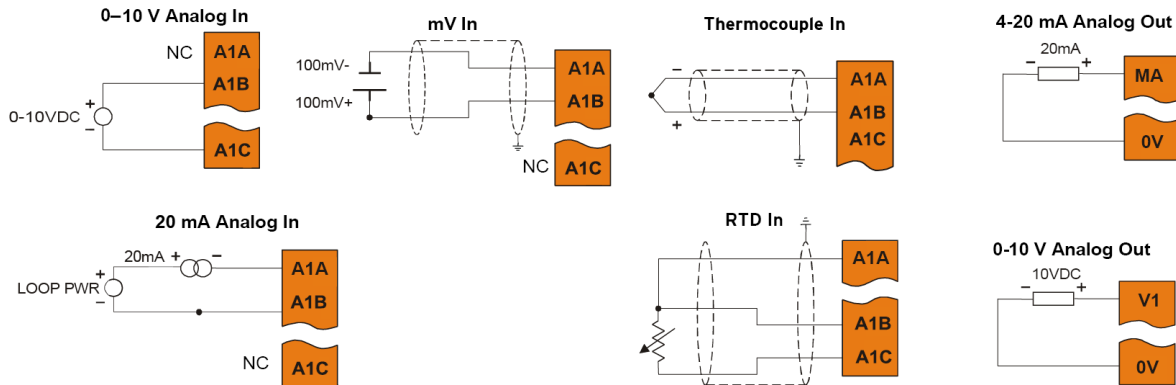 0–10 V Analog In
NC
A1A
A1B
+
0-10VDC
−
A1C
mV In
100mV-
100mV+
A1A
A1B
NC
A1C
Thermocouple In
−
+
A1A
A1B
A1C
4-20 mA Analog Out
20mA
− +
MA
0V
20 mA Analog In
20mA + −
+
LOOP PWR
−
A1A
A1B
NC
A1C
RTD In
A1A
A1B
A1C
0-10 V Analog Out
10VDC
− +
V1
0V